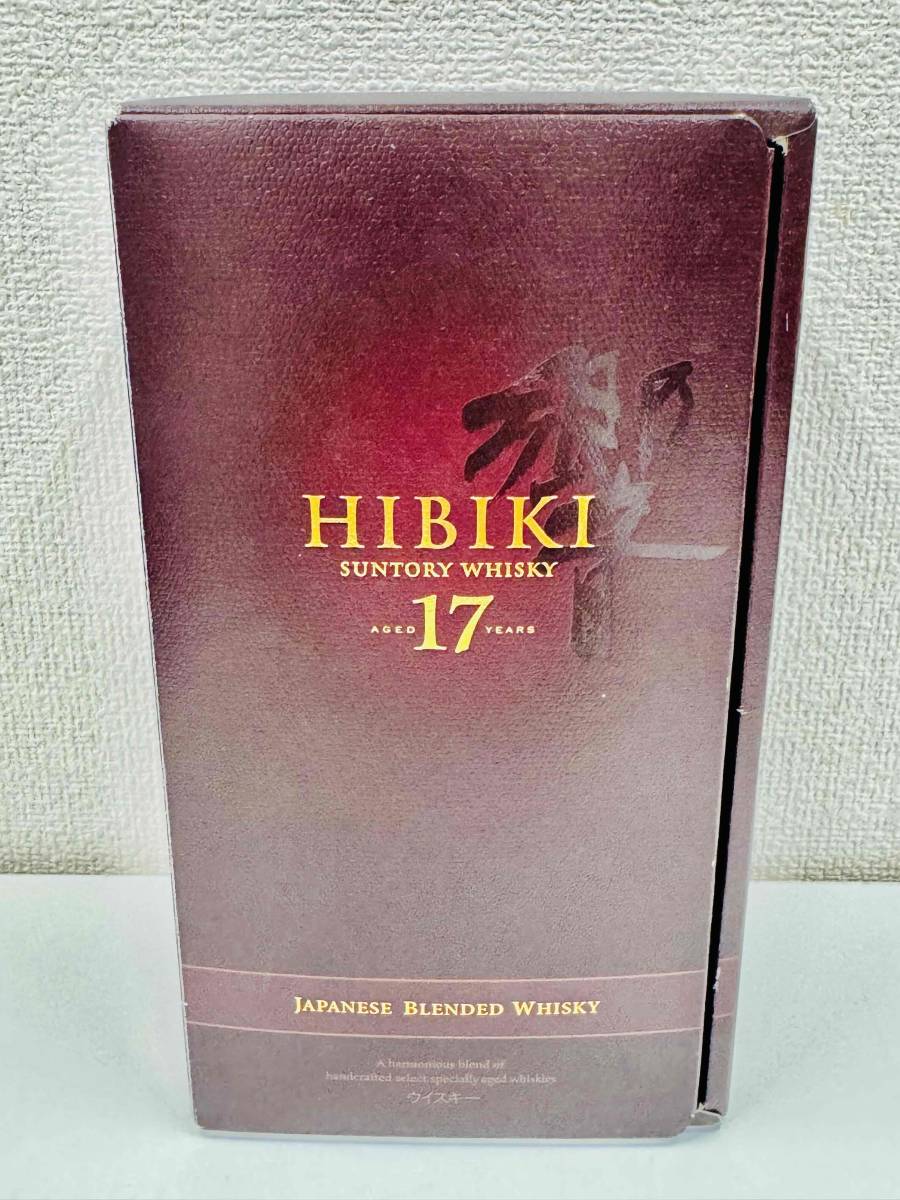 響
HIBIKI
SUNTORY WHISKY
AGED 17 YEARS
JAPANESE BLENDED WHISKY
A harmonious blend of
handcrafted select specially aged whiskies
ウイスキー